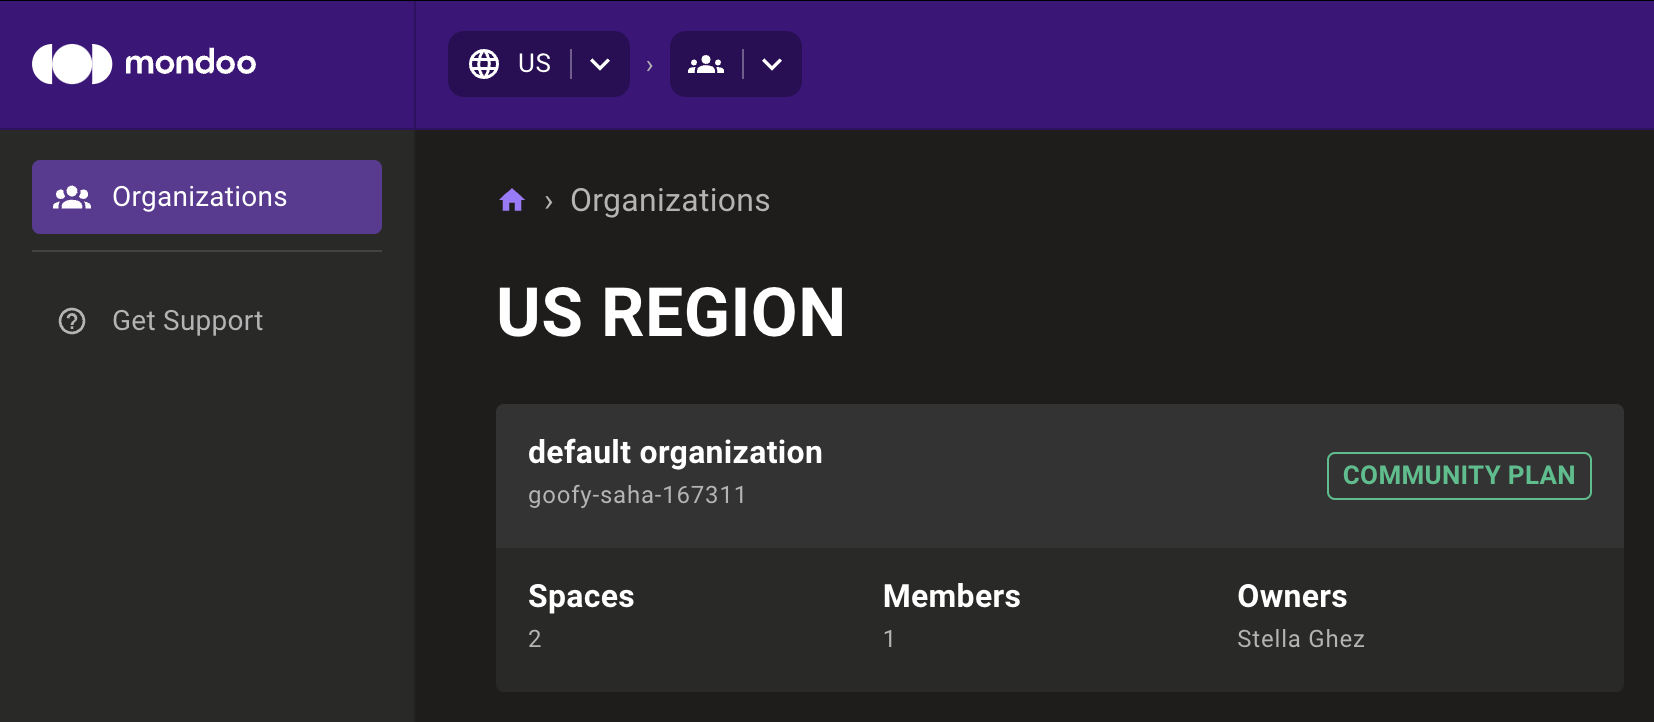 mondoo
US
Organizations
Get Support
Organizations
US REGION
default organization
goofy-saha-167311
COMMUNITY PLAN
Spaces
2
Members
1
Owners
Stella Ghez